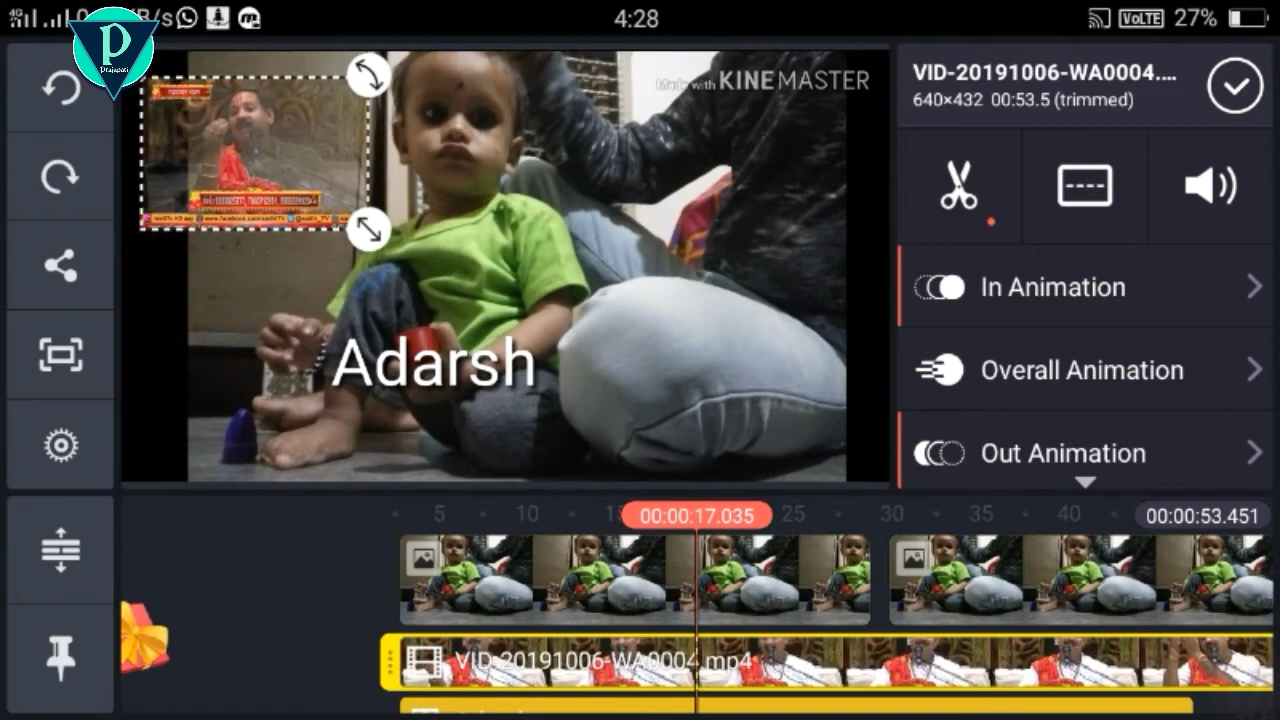 4:28
VoLTE 27%
P
Prajapati
Made with KINEMASTER
VID-20191006-WA0004....
640×432 00:53.5 (trimmed)
In Animation
Overall Animation
Adarsh
Out Animation
5 10 25 30 35 40
00:00:17.035
00:00:53.451
VID-20191006-WA0004.mp4